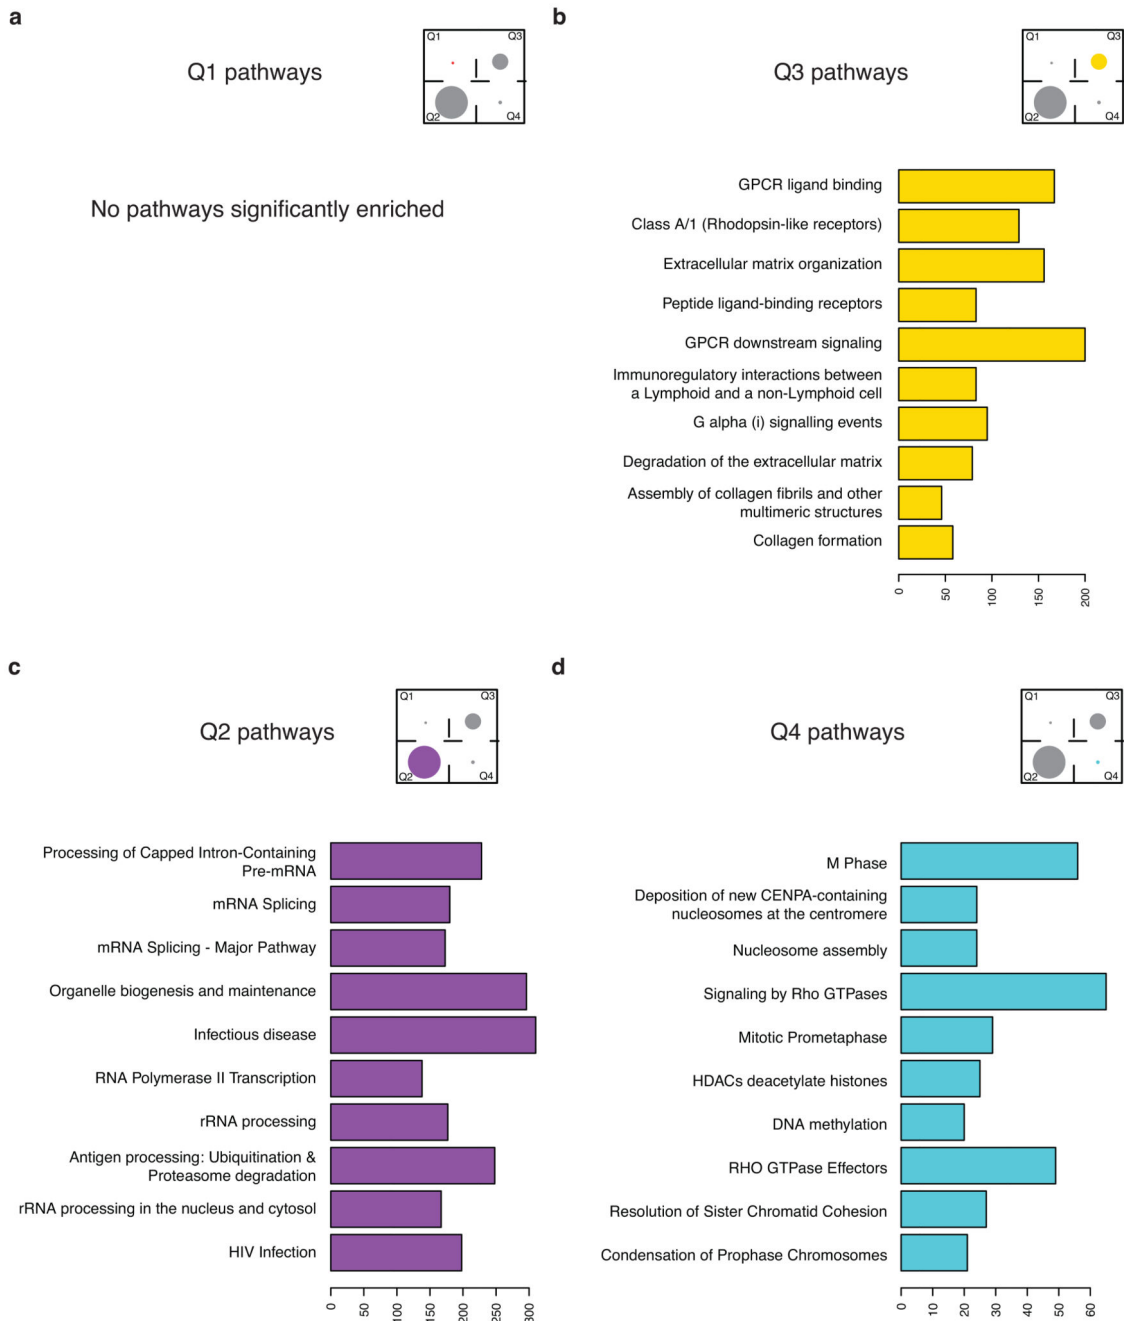 a
Q1 pathways
Q1
Q3
Q2
Q4
No pathways significantly enriched
b
Q3 pathways
Q1
Q3
Q2
Q4
GPCR ligand binding
Class A/1 (Rhodopsin-like receptors)
Extracellular matrix organization
Peptide ligand-binding receptors
GPCR downstream signaling
Immunoregulatory interactions between
a Lymphoid and a non-Lymphoid cell
G alpha (i) signalling events
Degradation of the extracellular matrix
Assembly of collagen fibrils and other
multimeric structures
Collagen formation
0
50
100
150
200
c
Q2 pathways
Q1
Q3
Q2
Q4
Processing of Capped Intron-Containing
Pre-mRNA
mRNA Splicing
mRNA Splicing - Major Pathway
Organelle biogenesis and maintenance
Infectious disease
RNA Polymerase II Transcription
rRNA processing
Antigen processing: Ubiquitination &
Proteasome degradation
rRNA processing in the nucleus and cytosol
HIV Infection
0
50
100
150
200
250
300
d
Q4 pathways
Q1
Q3
Q2
Q4
M Phase
Deposition of new CENPA-containing
nucleosomes at the centromere
Nucleosome assembly
Signaling by Rho GTPases
Mitotic Prometaphase
HDACs deacetylate histones
DNA methylation
RHO GTPase Effectors
Resolution of Sister Chromatid Cohesion
Condensation of Prophase Chromosomes
0
10
20
30
40
50
60